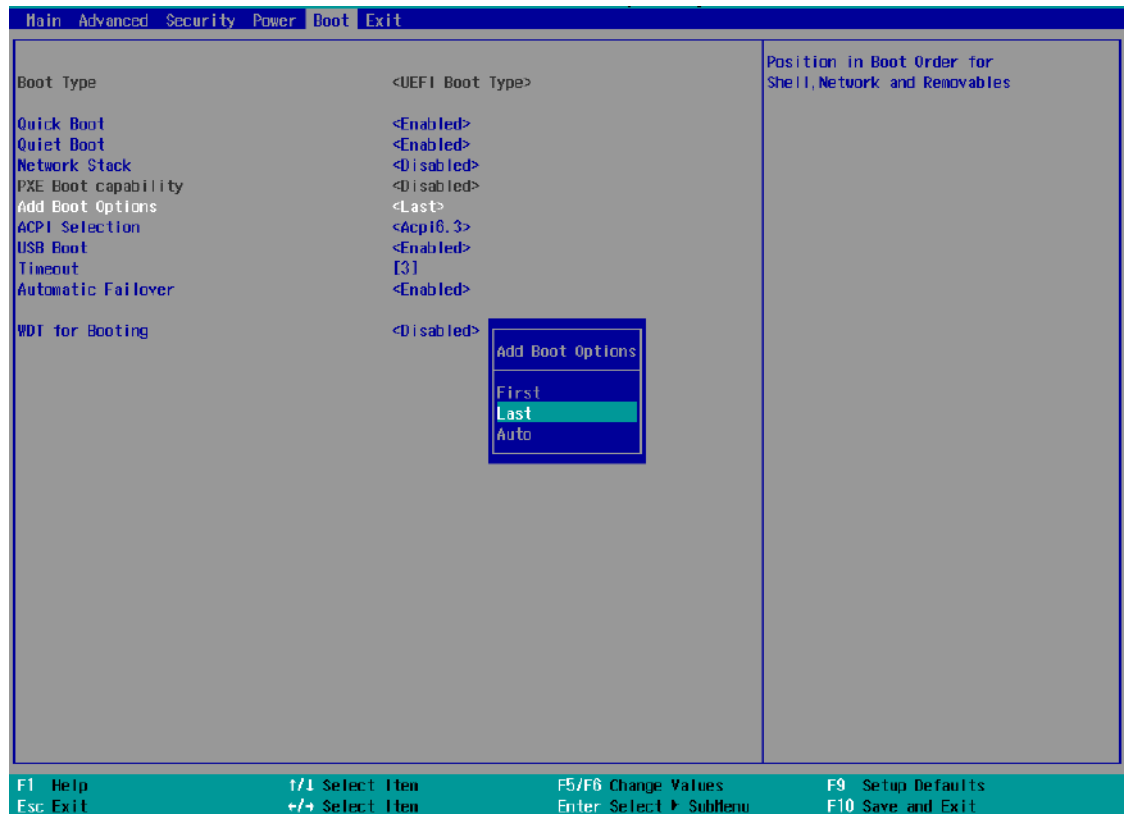 Main Advanced Security Power Boot Exit
Position in Boot Order for
Shell,Network and Removables
Boot Type <UEFI Boot Type>
Quick Boot <Enabled>
Quiet Boot <Enabled>
Network Stack <Disabled>
PXE Boot capability <Disabled>
Add Boot Options <Last>
ACPI Selection <Acpi6.3>
USB Boot <Enabled>
Timeout [3]
Automatic Failover <Enabled>
WDT for Booting <Disabled>
Add Boot Options
First
Last
Auto
F1 Help ↑/↓ Select Item F5/F6 Change Values F9 Setup Defaults
Esc Exit ←/→ Select Item Enter Select ▶ SubMenu F10 Save and Exit